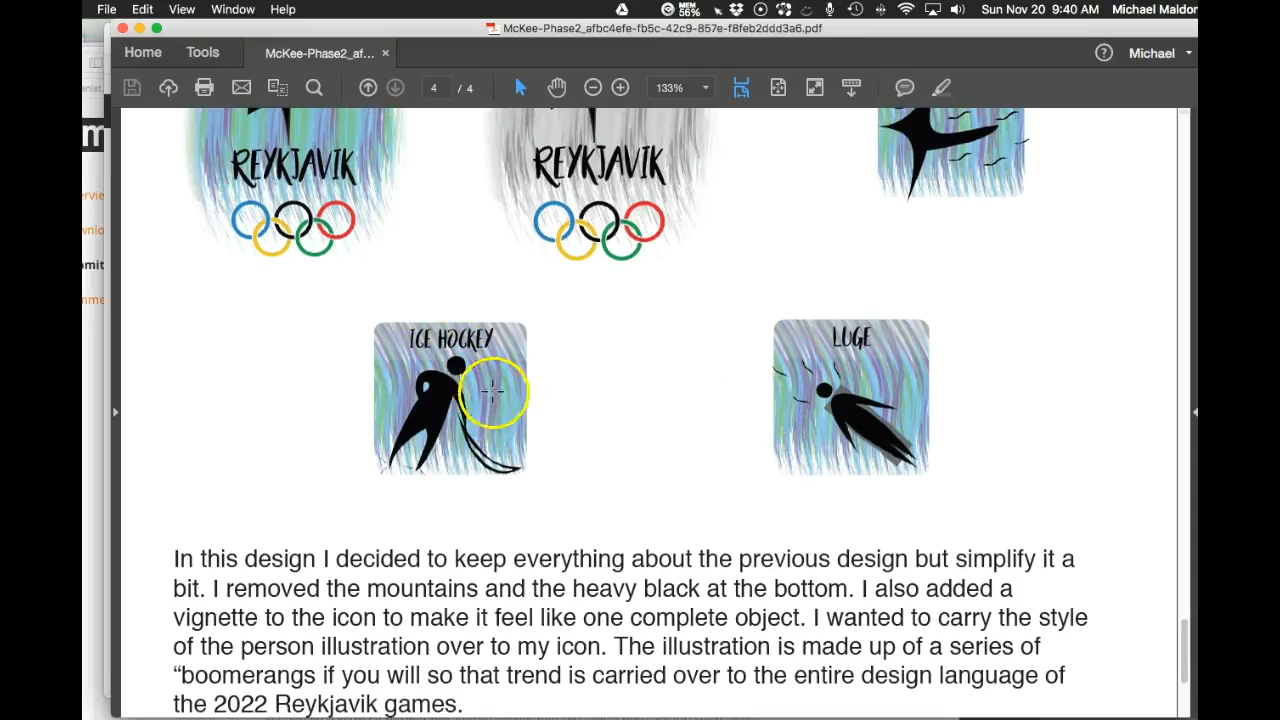 File Edit View Window Help MEM 56% Sun Nov 20 9:40 AM Michael Maldor
McKee-Phase2_afbc4efe-fb5c-42c9-857e-f8feb2ddd3a6.pdf
Home Tools McKee-Phase2_af... × ? Michael
4 / 4 133%
REYKJAVIK REYKJAVIK
ICE HOCKEY LUGE
In this design I decided to keep everything about the previous design but simplify it a
bit. I removed the mountains and the heavy black at the bottom. I also added a
vignette to the icon to make it feel like one complete object. I wanted to carry the style
of the person illustration over to my icon. The illustration is made up of a series of
“boomerangs if you will so that trend is carried over to the entire design language of
the 2022 Reykjavik games.